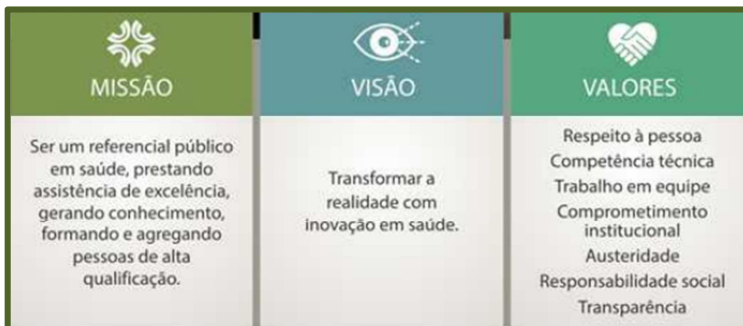 MISSÃO
Ser um referencial público
em saúde, prestando
assistência de excelência,
gerando conhecimento,
formando e agregando
pessoas de alta
qualificação.
VISÃO
Transformar a
realidade com
inovação em saúde.
VALORES
Respeito à pessoa
Competência técnica
Trabalho em equipe
Comprometimento
institucional
Austeridade
Responsabilidade social
Transparência